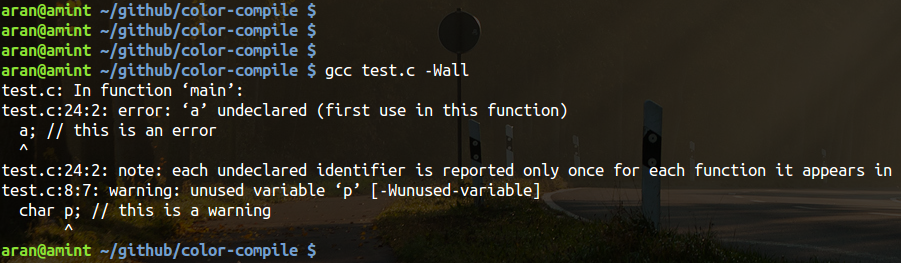 aran@amint ~/github/color-compile $
aran@amint ~/github/color-compile $
aran@amint ~/github/color-compile $
aran@amint ~/github/color-compile $ gcc test.c -Wall
test.c: In function ‘main’:
test.c:24:2: error: ‘a’ undeclared (first use in this function)
  a; // this is an error
  ^
test.c:24:2: note: each undeclared identifier is reported only once for each function it appears in
test.c:8:7: warning: unused variable ‘p’ [-Wunused-variable]
  char p; // this is a warning
       ^
aran@amint ~/github/color-compile $